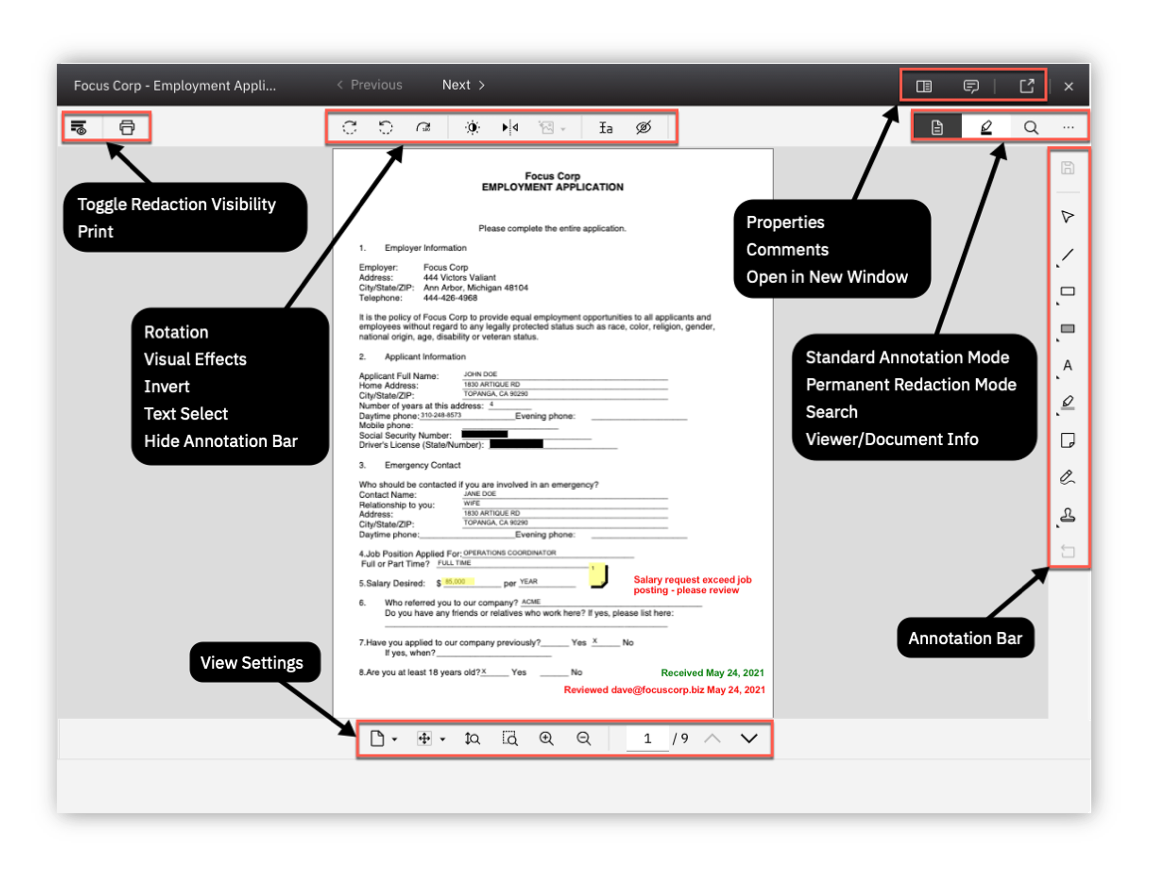 Focus Corp - Employment Appli...
< Previous
Next >
Toggle Redaction Visibility
Print
Rotation
Visual Effects
Invert
Text Select
Hide Annotation Bar
Properties
Comments
Open in New Window
Standard Annotation Mode
Permanent Redaction Mode
Search
Viewer/Document Info
Annotation Bar
View Settings
Focus Corp
EMPLOYMENT APPLICATION
Please complete the entire application.
1. Employer Information
Employer: Focus Corp
Address: 444 Victors Valiant
City/State/ZIP: Ann Arbor, Michigan 48104
Telephone: 444-426-4968
It is the policy of Focus Corp to provide equal employment opportunities to all applicants and
employees without regard to any legally protected status such as race, color, religion, gender,
national origin, age, disability or veteran status.
2. Applicant Information
Applicant Full Name: JOHN DOE
Home Address: 1830 ARTIQUE RD
City/State/ZIP: TOPANGA, CA 90290
Number of years at this address: 4
Daytime phone: 310-248-8573 Evening phone:
Mobile phone:
Social Security Number:
Driver's License (State/Number):
3. Emergency Contact
Who should be contacted if you are involved in an emergency?
Contact Name: JANE DOE
Relationship to you: WIFE
Address: 1830 ARTIQUE RD
City/State/ZIP: TOPANGA, CA 90290
Daytime phone: Evening phone:
4.Job Position Applied For: OPERATIONS COORDINATOR
Full or Part Time? FULL TIME
5.Salary Desired: $ 85,000 per YEAR
Salary request exceed job
posting - please review
6. Who referred you to our company? ACME
Do you have any friends or relatives who work here? If yes, please list here:
7.Have you applied to our company previously? Yes X No
If yes, when?
8.Are you at least 18 years old? X Yes No
Received May 24, 2021
Reviewed dave@focuscorp.biz May 24, 2021
1 / 9